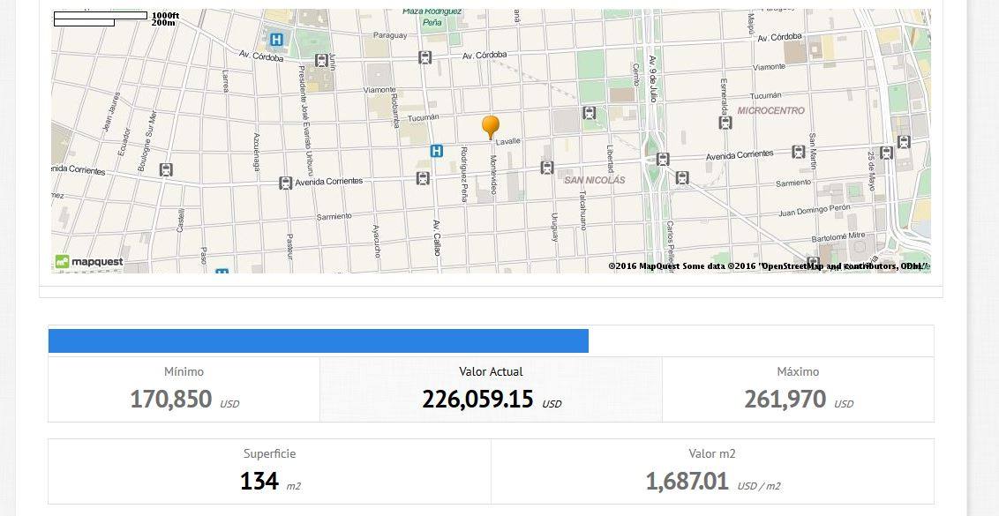 1000ft
200m
Plaza Rodríguez
Peña
Paraguay
Av. Córdoba
Junín
Av. Córdoba
Maipú
Av. Córdoba
Viamonte
Larrea
Presidente José Evaristo Uriburu
Viamonte
Riobamba
Cerrito
Av. 9 de Julio
Esmeralda
Tucumán
MICROCENTRO
Jean Jaures
Ecuador
Boulogne Sur Mer
Tucumán
Lavalle
Azcuénaga
Rodríguez Peña
Montevideo
Libertad
San Martín
25 de Mayo
Avenida Corrientes
enida Corrientes
Avenida Corrientes
SAN NICOLÁS
Sarmiento
mez
Castelli
Sarmiento
Uruguay
Talcahuano
Juan Domingo Perón
Paso
Pasteur
Ayacucho
Av. Callao
Carlos Pelle
Bartolomé Mitre
mapquest
©2016 MapQuest Some data ©2016 "OpenStreetMap and contributors, ODbL"
Mínimo
Valor Actual
Máximo
170,850 USD
226,059.15 USD
261,970 USD
Superficie
Valor m2
134 m2
1,687.01 USD / m2